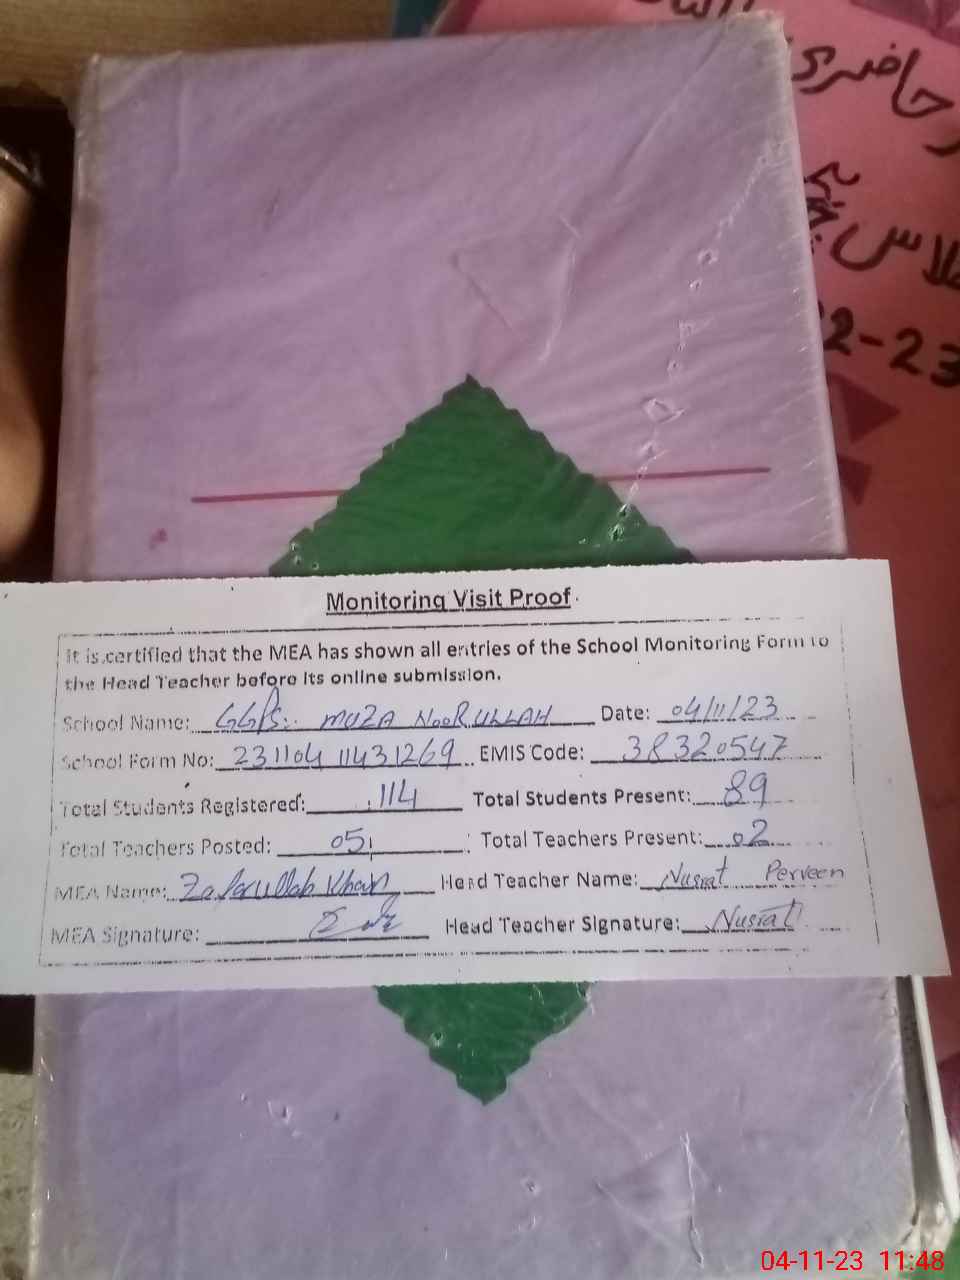 حاضری
کلاس پنجم
22-23
Monitoring Visit Proof
It is certified that the MEA has shown all entries of the School Monitoring Form to
the Head Teacher before its online submission.
School Name: GGPS: MUZA NOORULLAH Date: 04/11/23
School Form No: 231104 11431269 EMIS Code: 38320547
Total Students Registered: 114 Total Students Present: 89
Total Teachers Posted: 05 Total Teachers Present: 02
MEA Name: Zafarullah Khan Head Teacher Name: Nusrat Perveen
MEA Signature: Head Teacher Signature: Nusrat
04-11-23 11:48